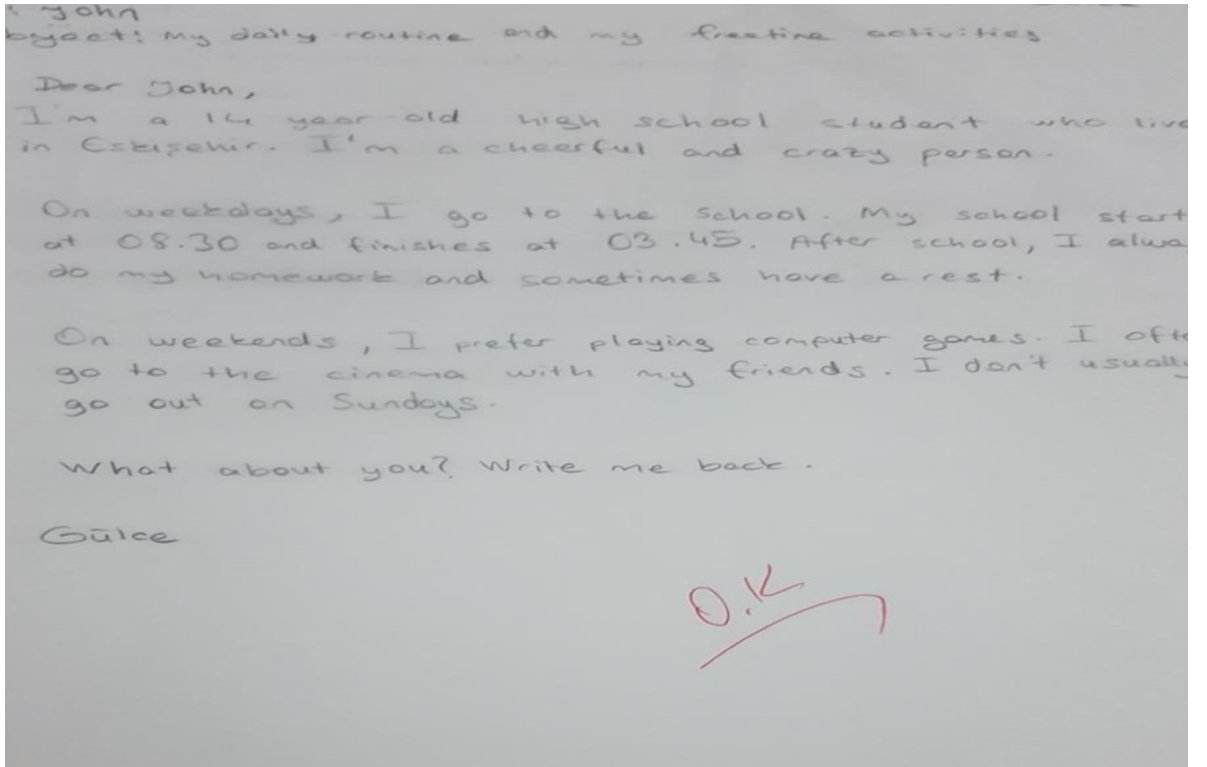 : John
bject: My daily routine and my freetime activities
Dear John,
I'm a 14 year old high school student who live
in Eskişehir. I'm a cheerful and crazy person.
On weekdays, I go to the school. My school start
at 08.30 and finishes at 03.45. After school, I alwa
do my homework and sometimes have a rest.
On weekends, I prefer playing computer games. I ofte
go to the cinema with my friends. I don't usually
go out on Sundays.
What about you? Write me back.
Gülce
O.K